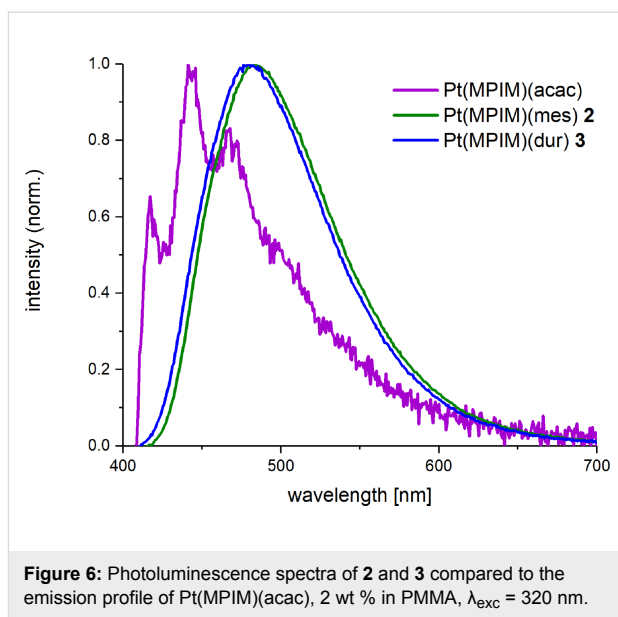 1.0
0.8
0.6
0.4
0.2
0.0
intensity (norm.)
Pt(MPIM)(acac)
Pt(MPIM)(mes) 2
Pt(MPIM)(dur) 3
400 500 600 700
wavelength [nm]
Figure 6: Photoluminescence spectra of 2 and 3 compared to the
emission profile of Pt(MPIM)(acac), 2 wt % in PMMA, λexc = 320 nm.